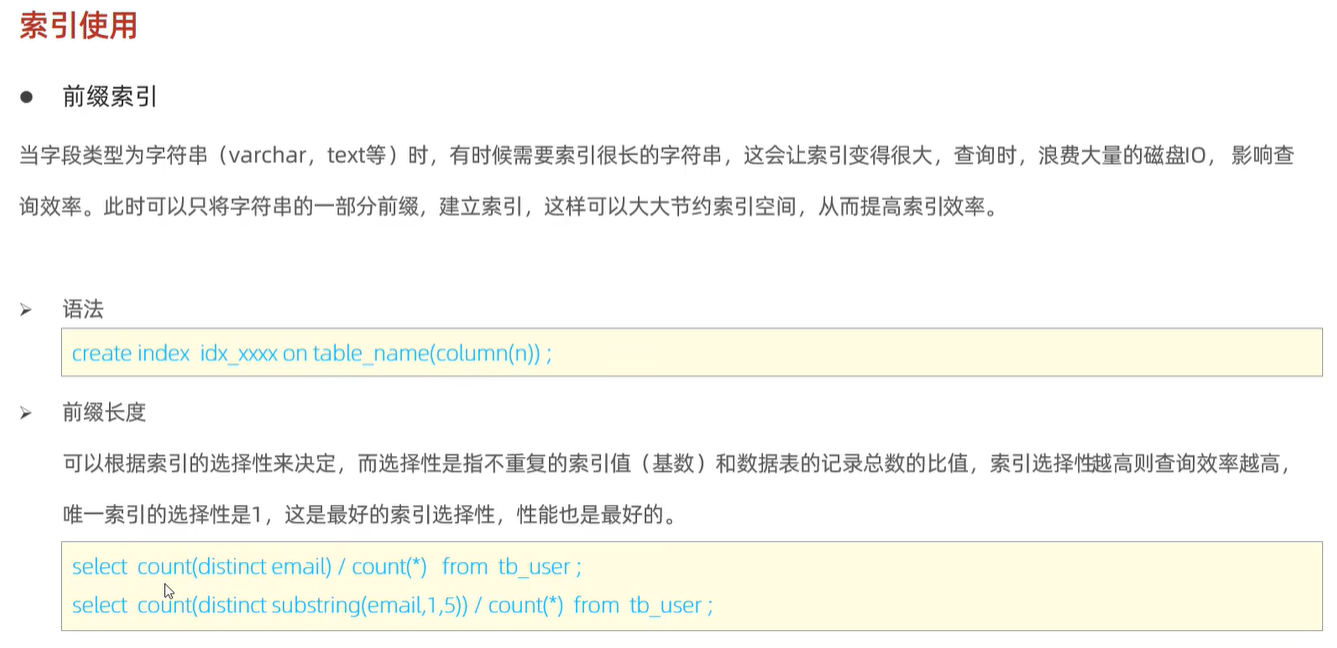 索引使用
● 前缀索引
当字段类型为字符串（varchar，text等）时，有时候需要索引很长的字符串，这会让索引变得很大，查询时，浪费大量的磁盘IO， 影响查
询效率。此时可以只将字符串的一部分前缀，建立索引，这样可以大大节约索引空间，从而提高索引效率。
➢ 语法
create index idx_xxxx on table_name(column(n)) ;
➢ 前缀长度
可以根据索引的选择性来决定，而选择性是指不重复的索引值（基数）和数据表的记录总数的比值，索引选择性越高则查询效率越高，
唯一索引的选择性是1，这是最好的索引选择性，性能也是最好的。
select count(distinct email) / count(*) from tb_user ;
select count(distinct substring(email,1,5)) / count(*) from tb_user ;